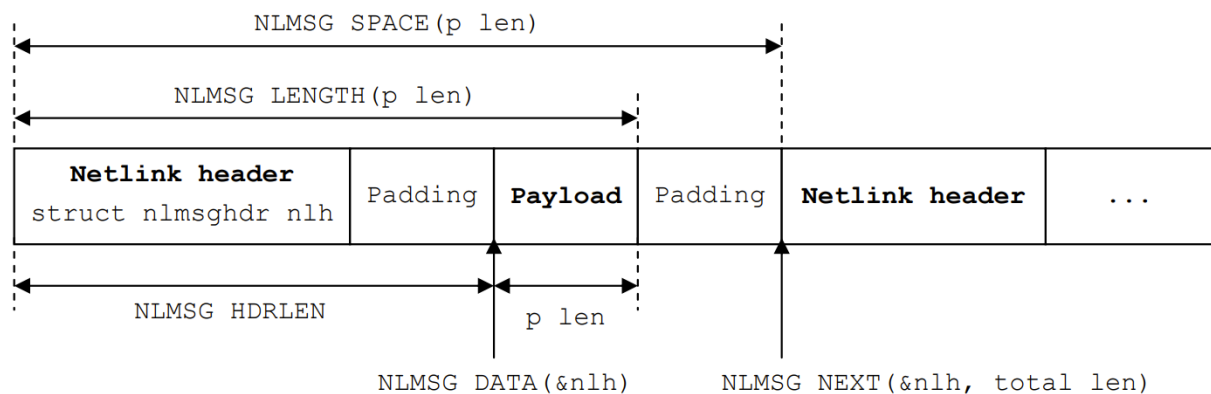 NLMSG SPACE(p len)
NLMSG LENGTH(p len)
Netlink header
struct nlmsghdr nlh
Padding
Payload
Padding
Netlink header
...
NLMSG HDRLEN
p len
NLMSG DATA(&nlh)
NLMSG NEXT(&nlh, total len)